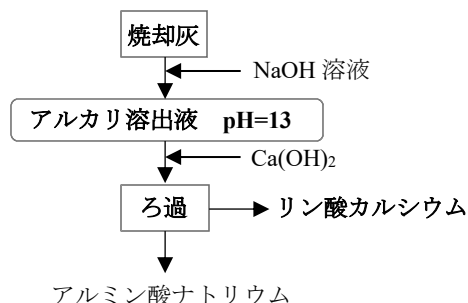 焼却灰
NaOH 溶液
アルカリ溶出液　pH=13
Ca(OH)₂
ろ過
リン酸カルシウム
アルミン酸ナトリウム